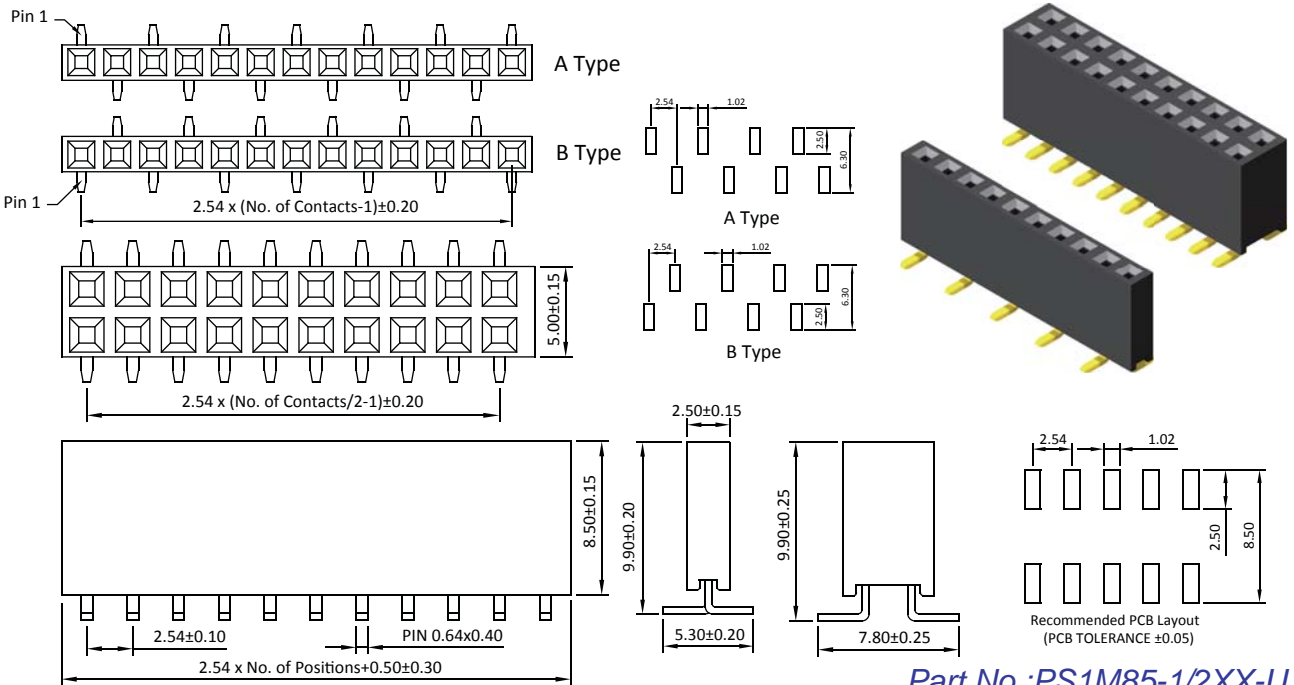 Pin 1
A Type
B Type
Pin 1
2.54 x (No. of Contacts-1)±0.20
2.54
1.02
2.50
6.30
A Type
2.54
1.02
2.50
6.30
B Type
5.00±0.15
2.54 x (No. of Contacts/2-1)±0.20
8.50±0.15
2.54±0.10
PIN 0.64x0.40
2.54 x No. of Positions+0.50±0.30
2.50±0.15
9.90±0.20
5.30±0.20
9.90±0.25
7.80±0.25
2.54
1.02
2.50
8.50
Recommended PCB Layout
(PCB TOLERANCE ±0.05)
Part No.:PS1M85-1/2XX-U